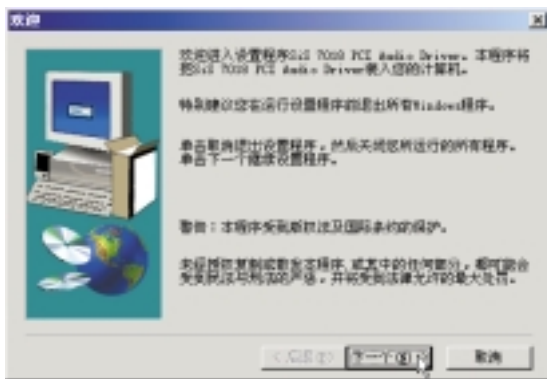 欢迎
欢迎进入设置程序SiS 7018 PCI Audio Driver。本程序将
把SiS 7018 PCI Audio Driver装入您的计算机。
特别建议您在运行设置程序前退出所有Windows程序。
单击取消退出设置程序,然后关闭您所运行的所有程序。
单击下一个继续设置程序。
警告:本程序受到版权法及国际条约的保护。
未经授权复制或散发本程序,或其中的任何部分,都可能会
受到民法与刑法的严惩,并将受到法律允许的最大处罚。
下一个(N) >
取消